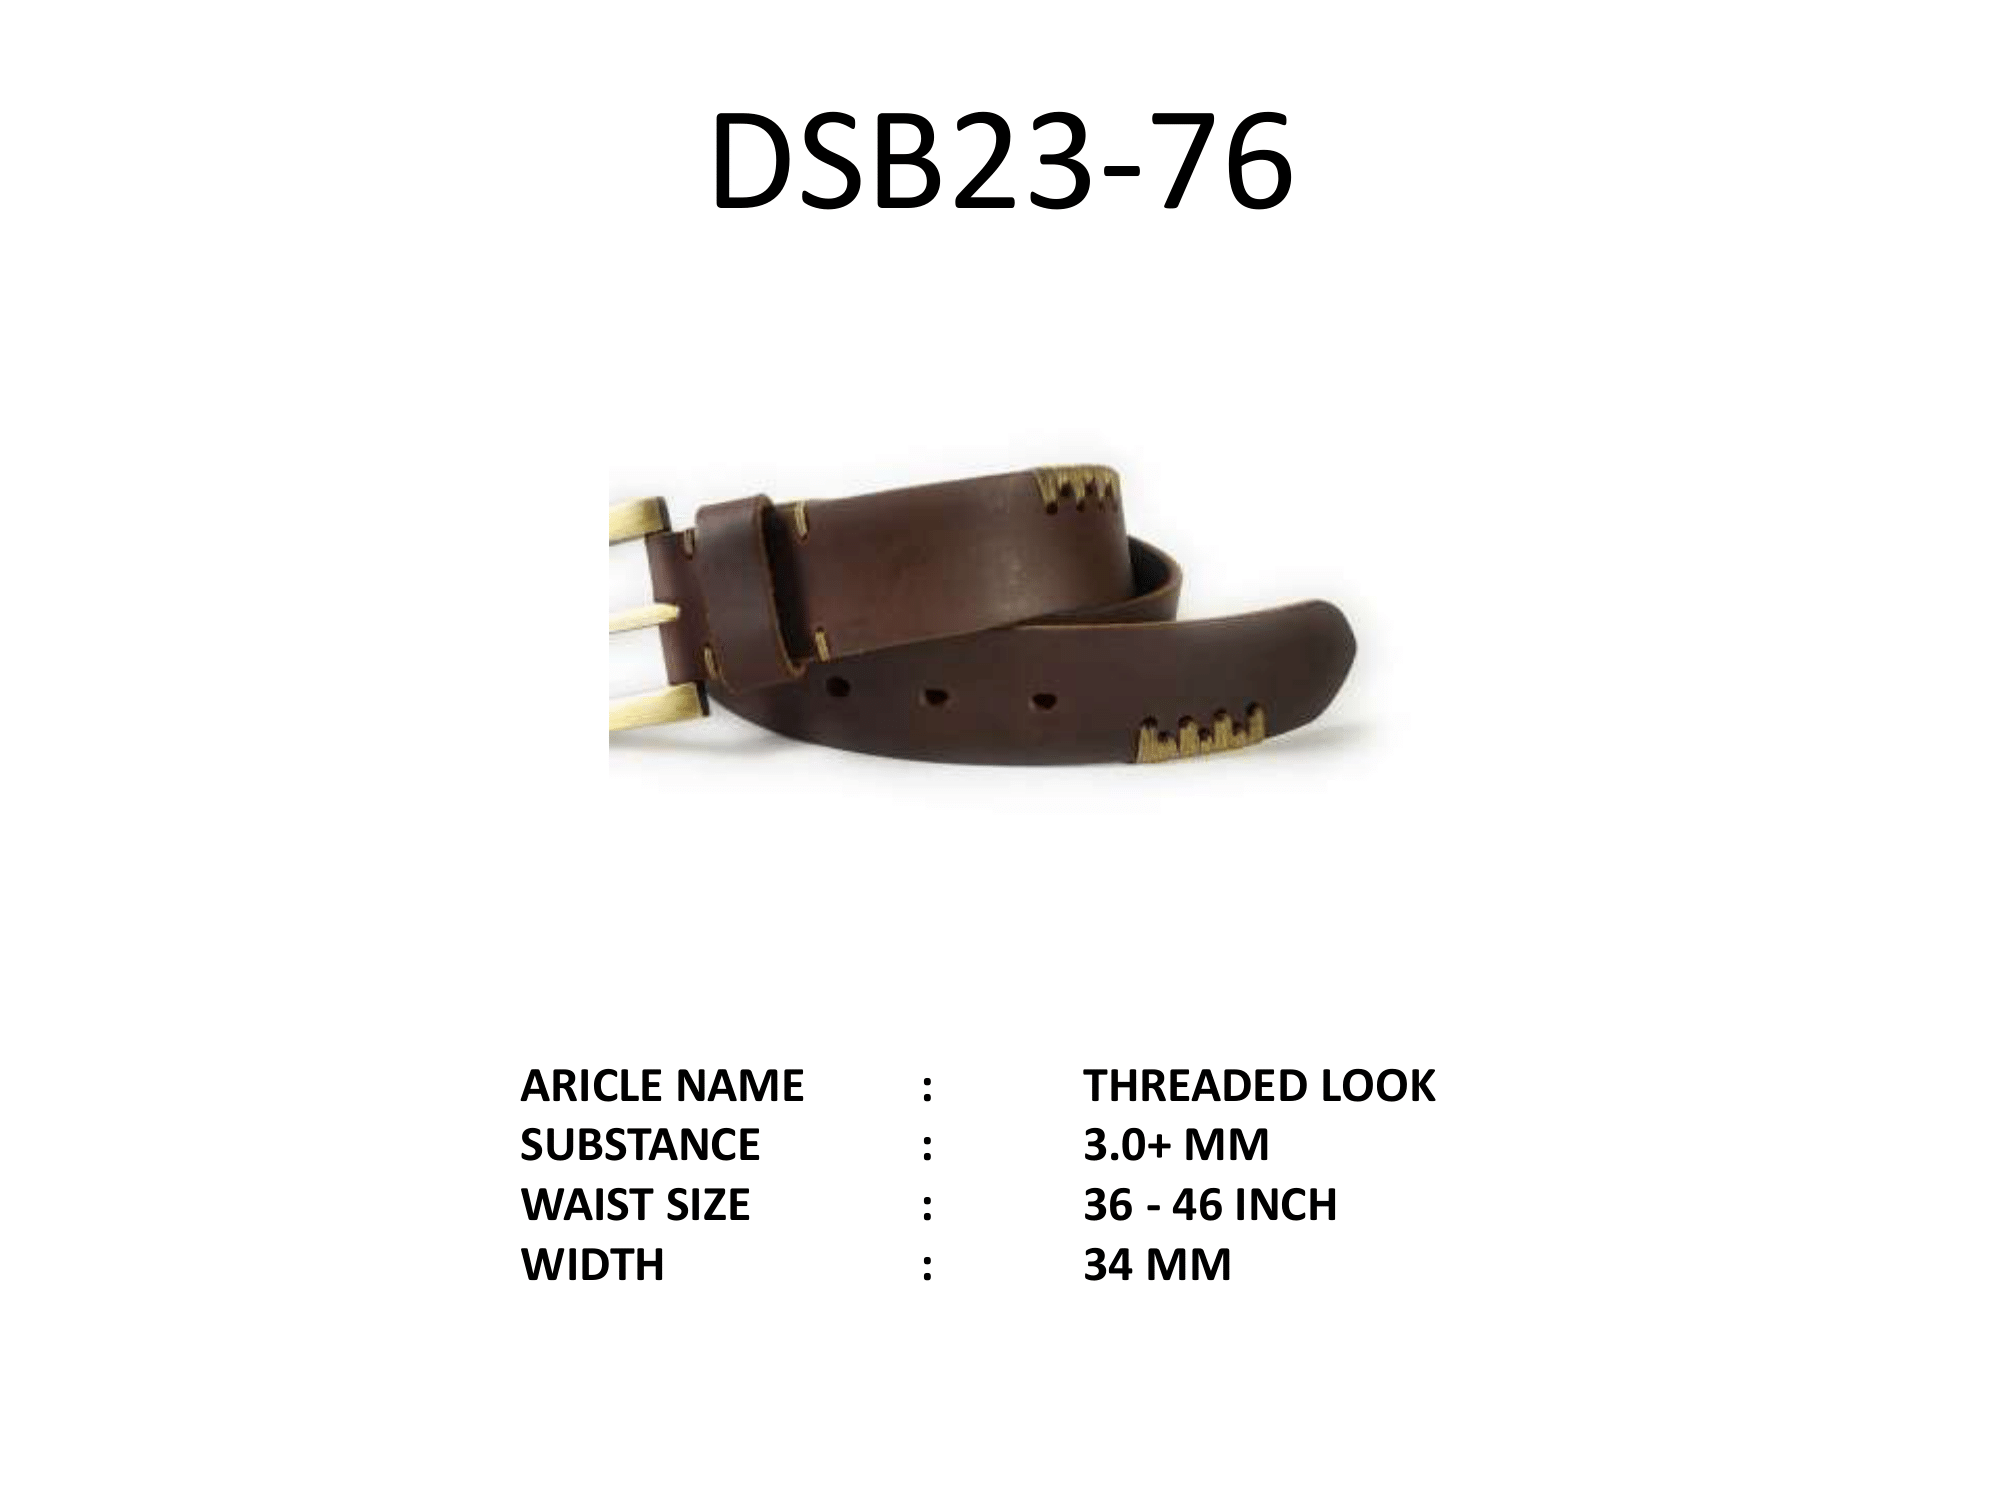 DSB23-76
ARICLE NAME : THREADED LOOK
SUBSTANCE : 3.0+ MM
WAIST SIZE : 36 - 46 INCH
WIDTH : 34 MM